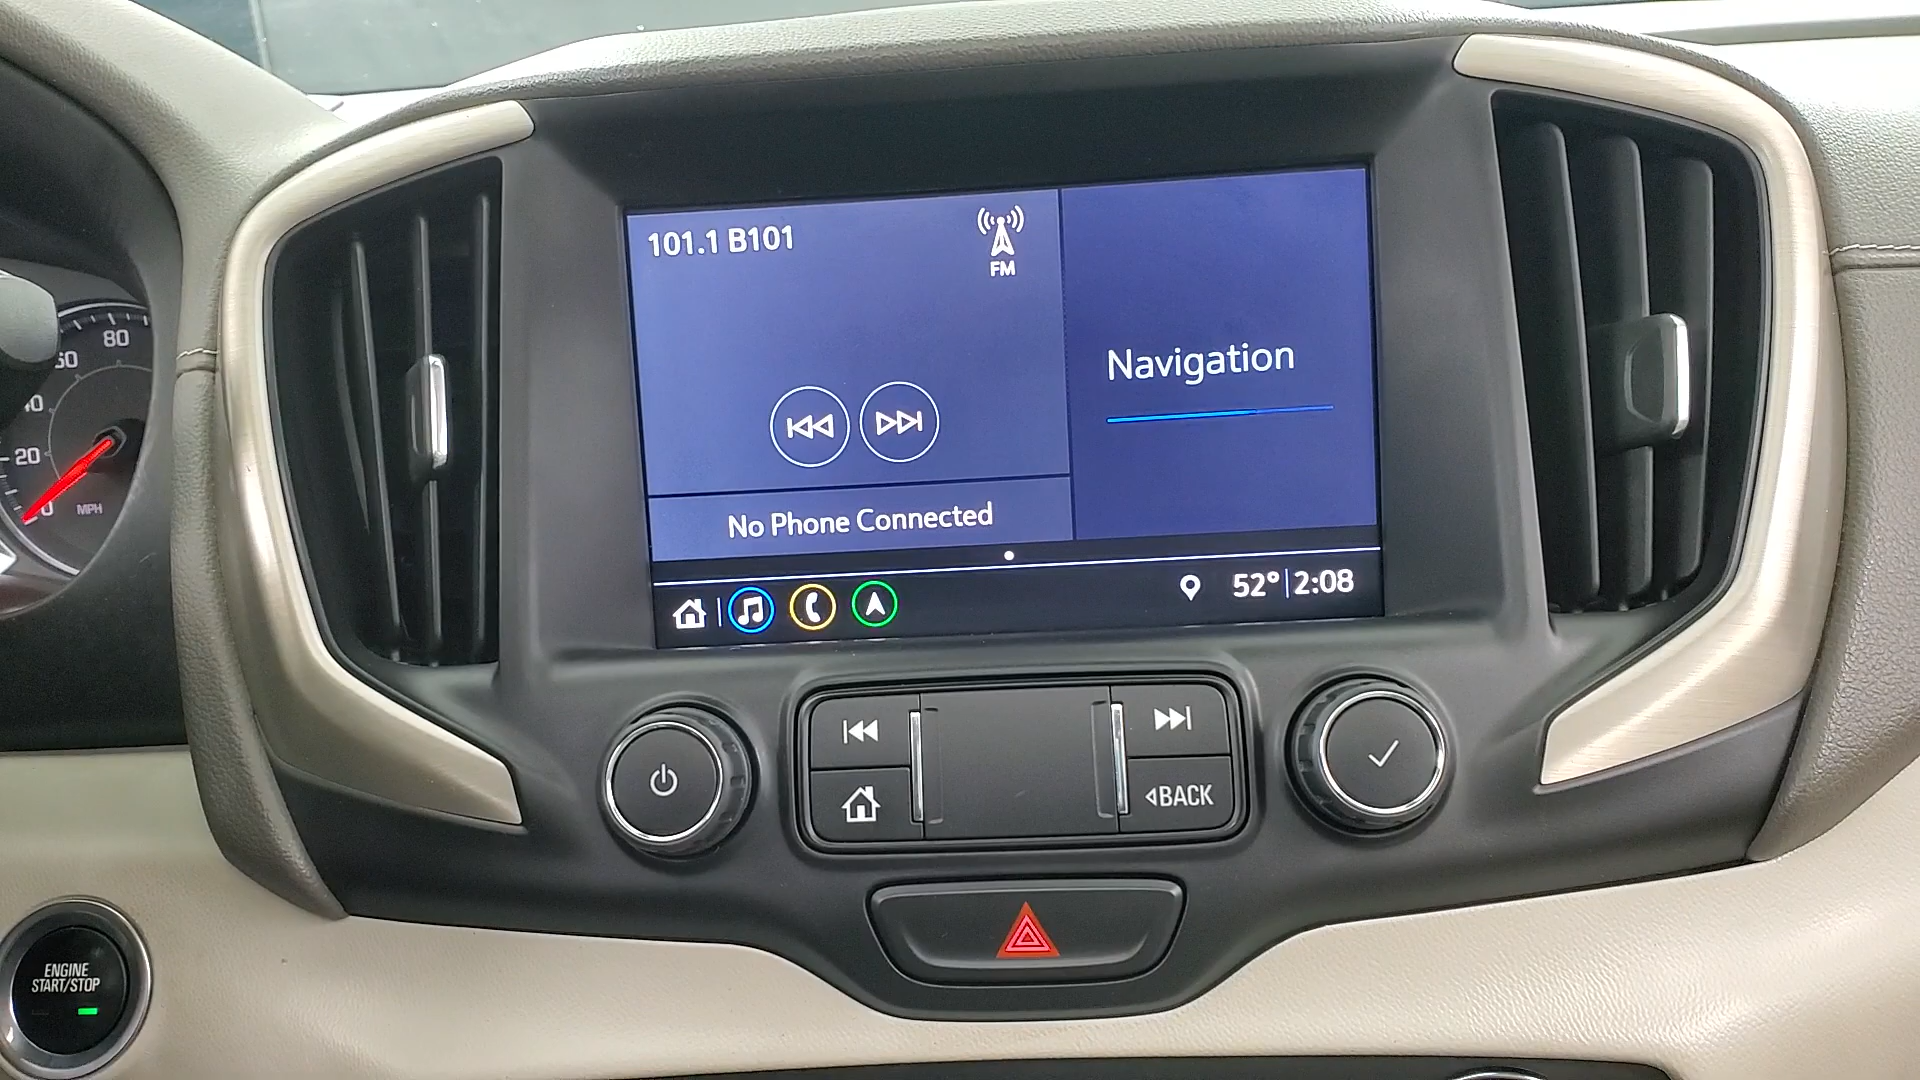 101.1 B101
FM
Navigation
No Phone Connected
52° 2:08
80
60
40
20
0
MPH
BACK
ENGINE
START/STOP